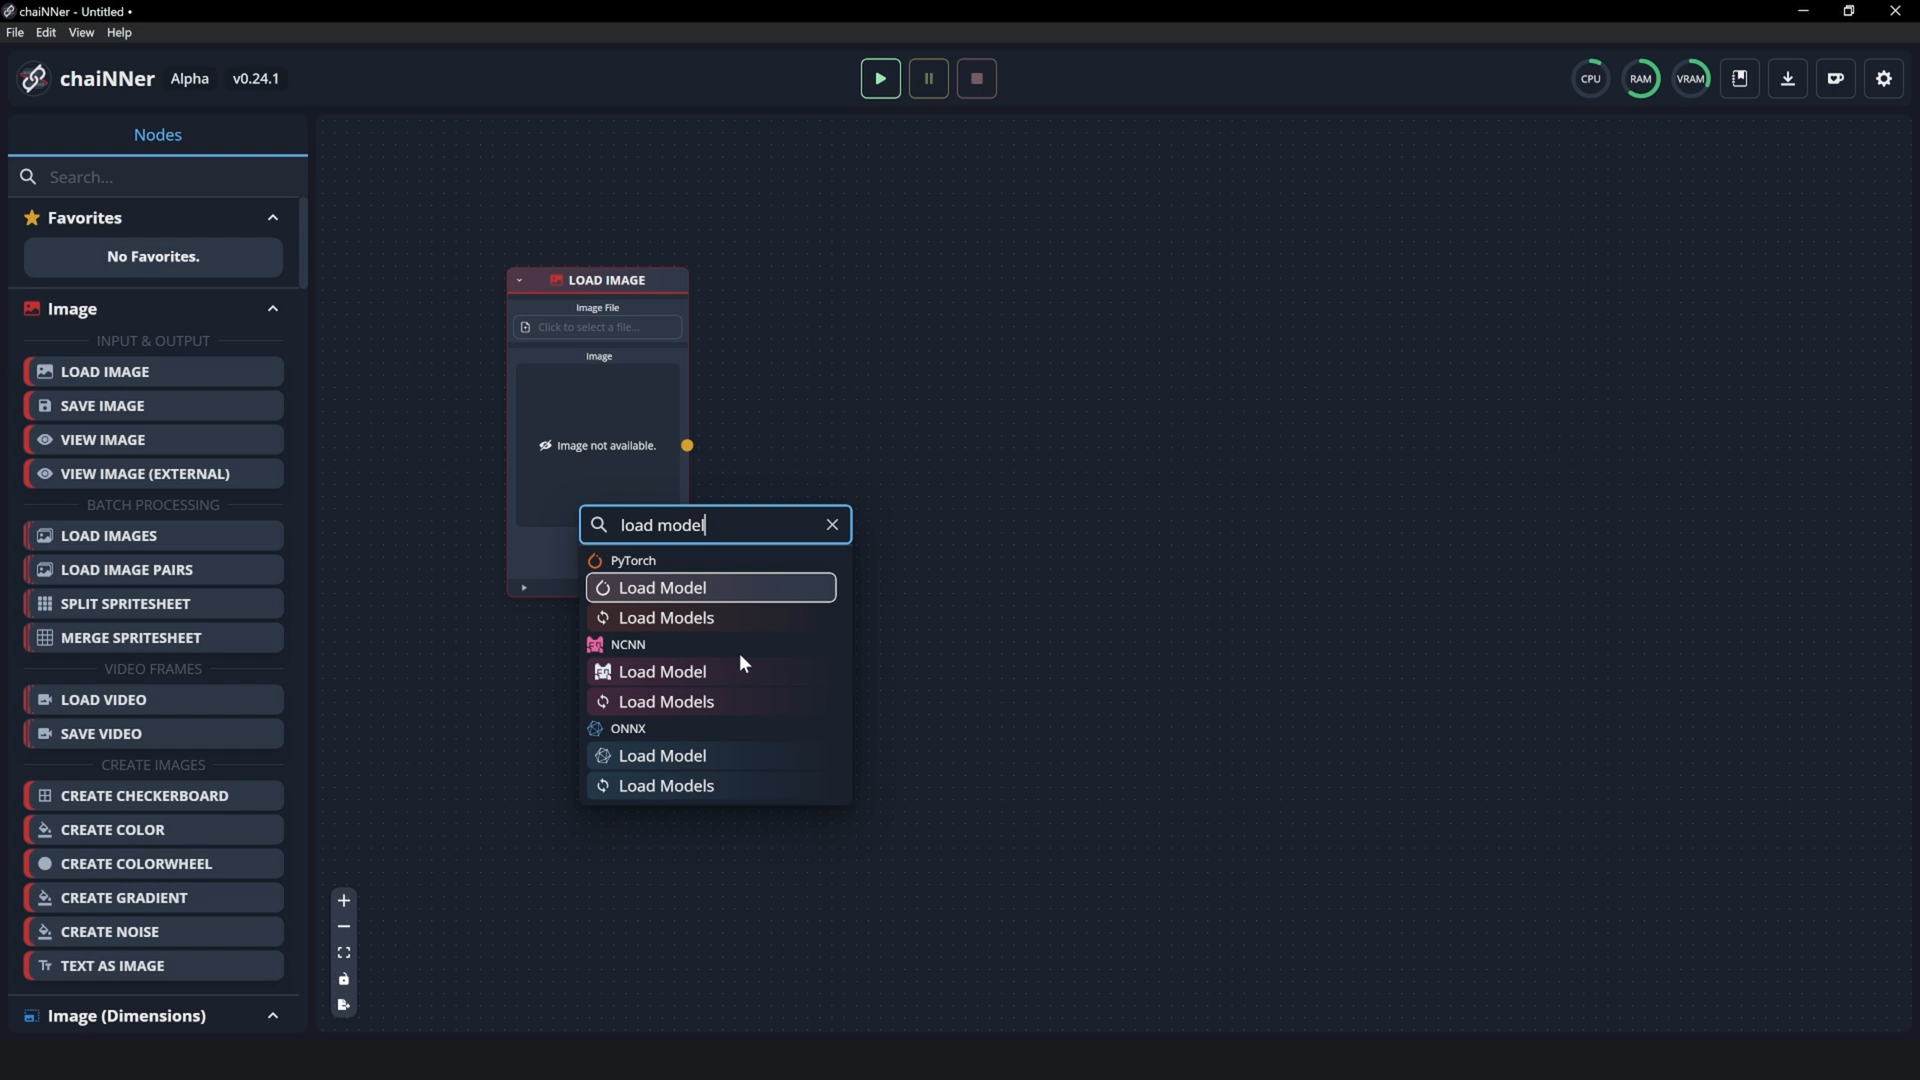 chaiNNer - Untitled •
File Edit View Help
chaiNNer Alpha v0.24.1
CPU RAM VRAM
Nodes
Search...
Favorites
No Favorites.
Image
INPUT & OUTPUT
LOAD IMAGE
SAVE IMAGE
VIEW IMAGE
VIEW IMAGE (EXTERNAL)
BATCH PROCESSING
LOAD IMAGES
LOAD IMAGE PAIRS
SPLIT SPRITESHEET
MERGE SPRITESHEET
VIDEO FRAMES
LOAD VIDEO
SAVE VIDEO
CREATE IMAGES
CREATE CHECKERBOARD
CREATE COLOR
CREATE COLORWHEEL
CREATE GRADIENT
CREATE NOISE
TEXT AS IMAGE
Image (Dimensions)
LOAD IMAGE
Image File
Click to select a file...
Image
Image not available.
load model
PyTorch
Load Model
Load Models
NCNN
Load Model
Load Models
ONNX
Load Model
Load Models